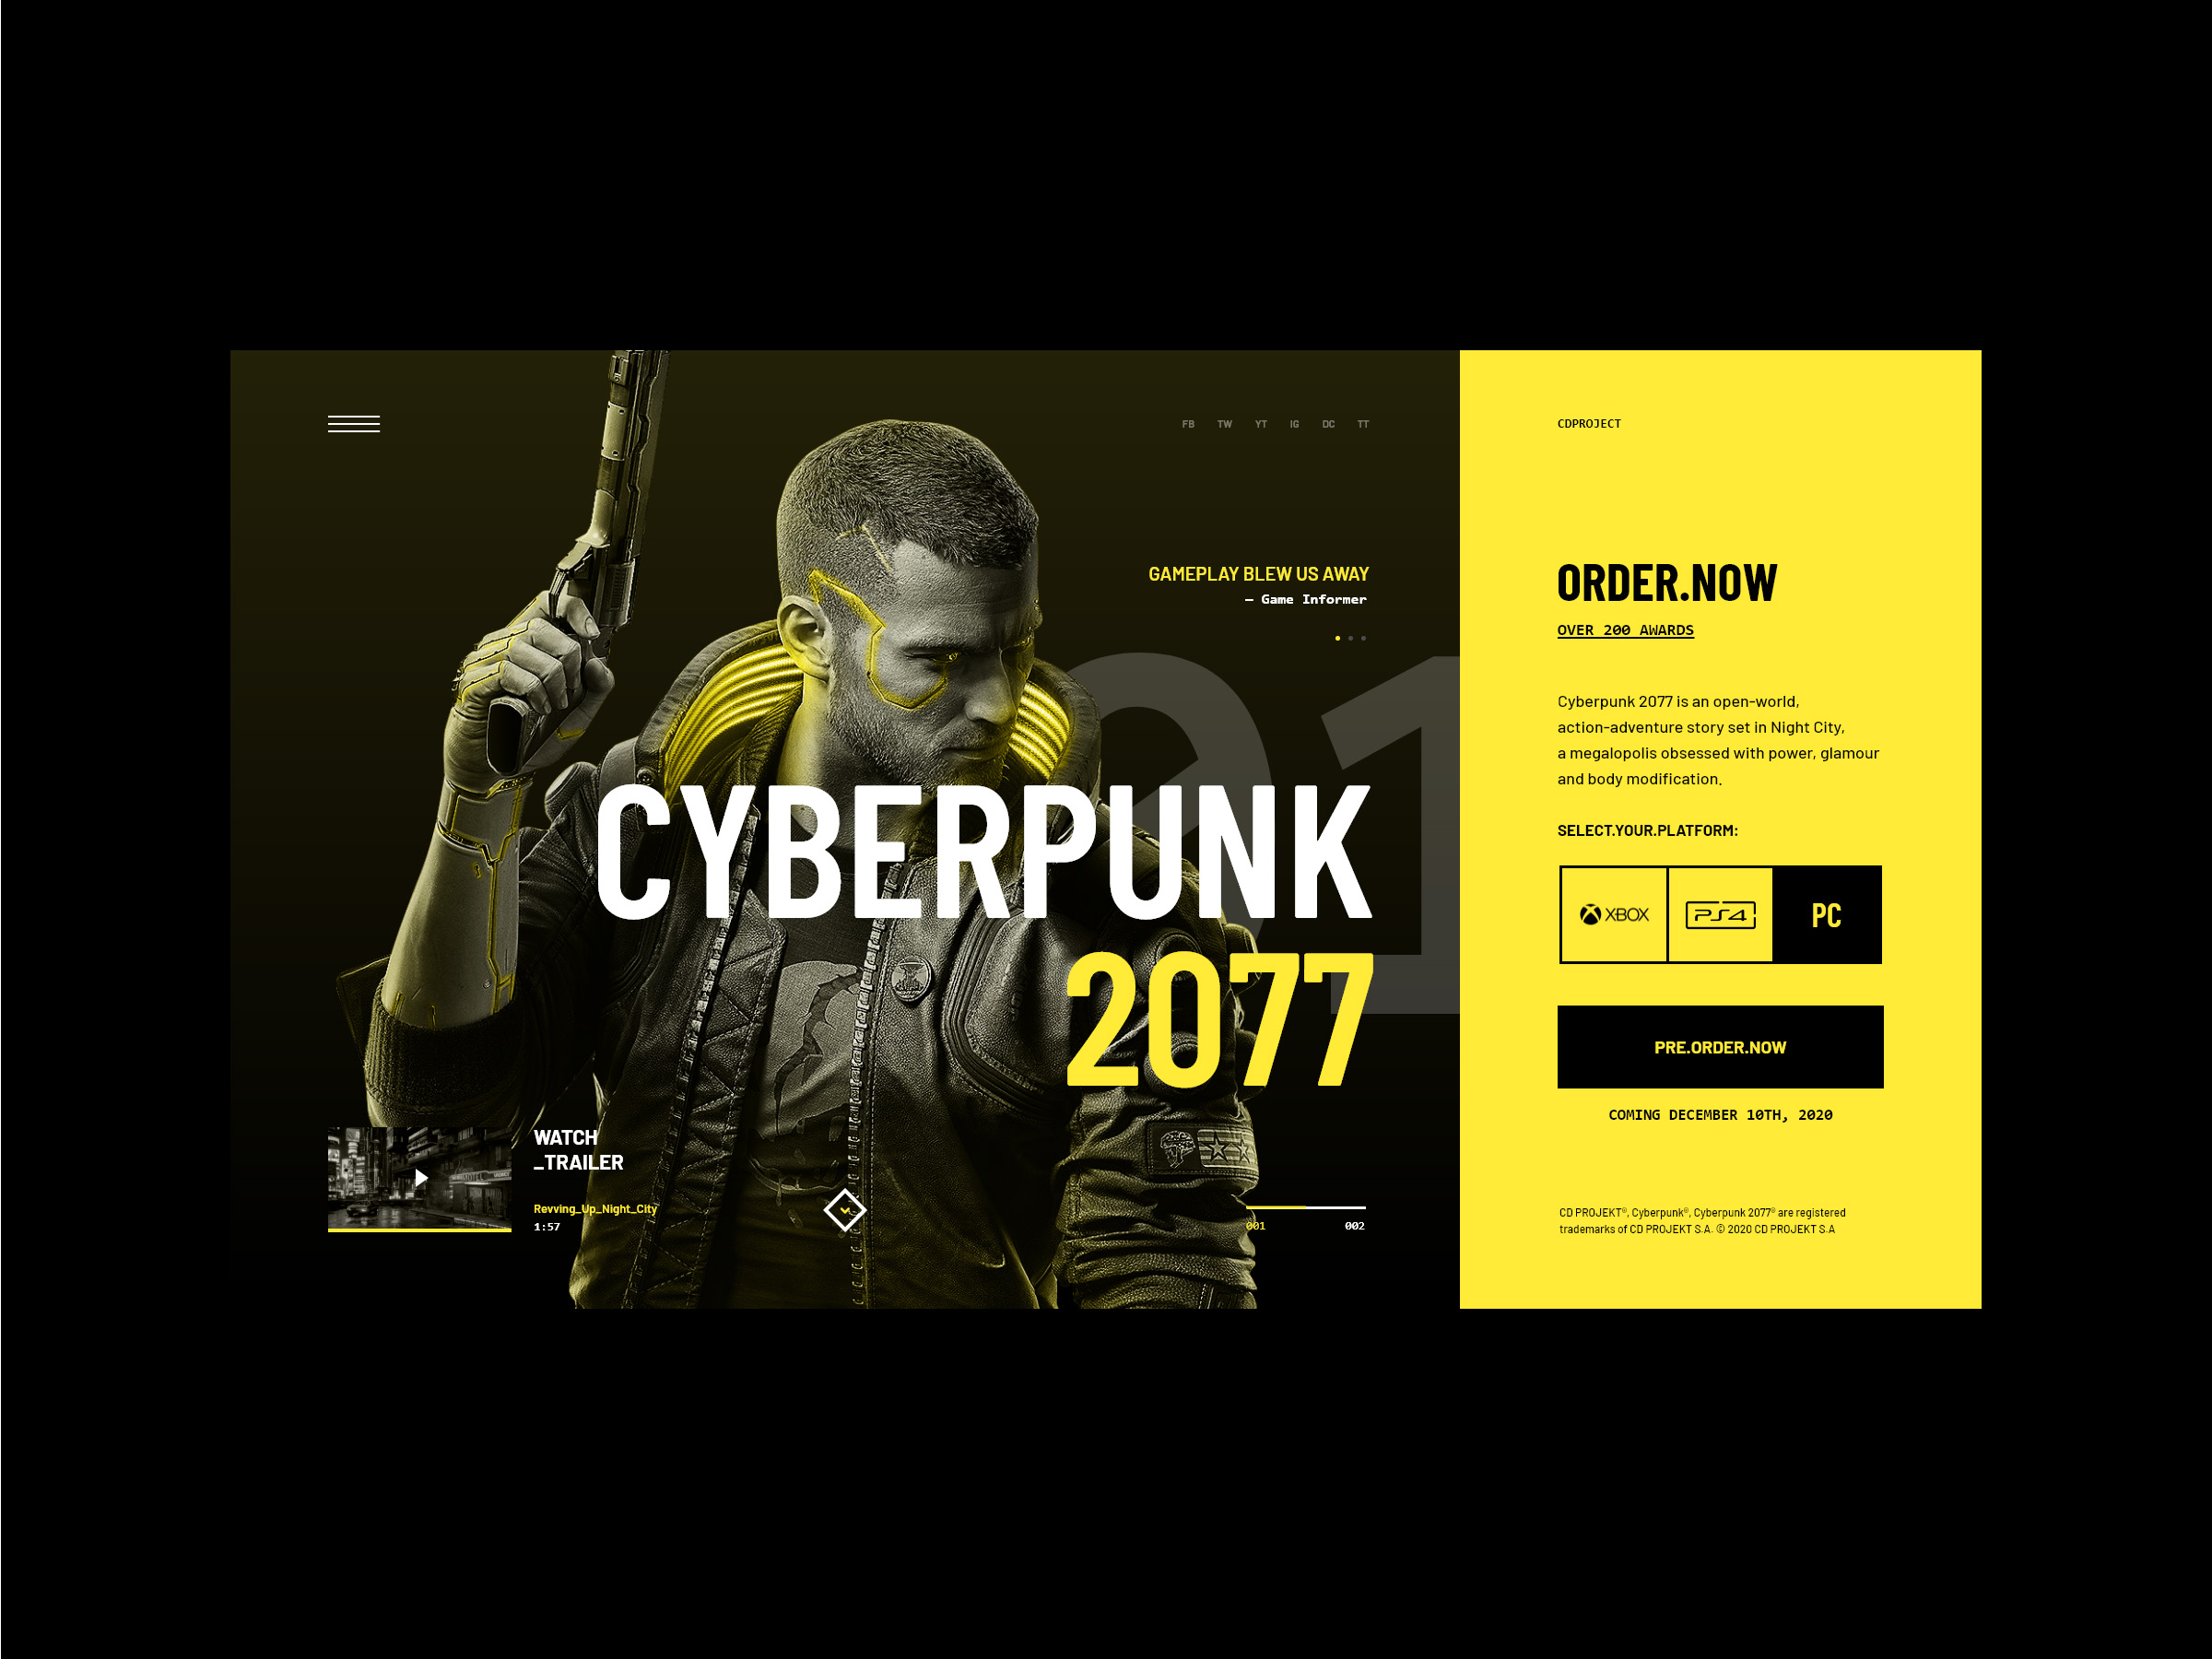 FB TW YT IG DC TT
GAMEPLAY BLEW US AWAY
— Game Informer
01
CYBERPUNK
2077
WATCH
_TRAILER
Revving_Up_Night_City
1:57
001 002
CDPROJECT
ORDER.NOW
OVER 200 AWARDS
Cyberpunk 2077 is an open-world,
action-adventure story set in Night City,
a megalopolis obsessed with power, glamour
and body modification.
SELECT.YOUR.PLATFORM:
XBOX PS4 PC
PRE.ORDER.NOW
COMING DECEMBER 10TH, 2020
CD PROJEKT®, Cyberpunk®, Cyberpunk 2077® are registered
trademarks of CD PROJEKT S.A. © 2020 CD PROJEKT S.A